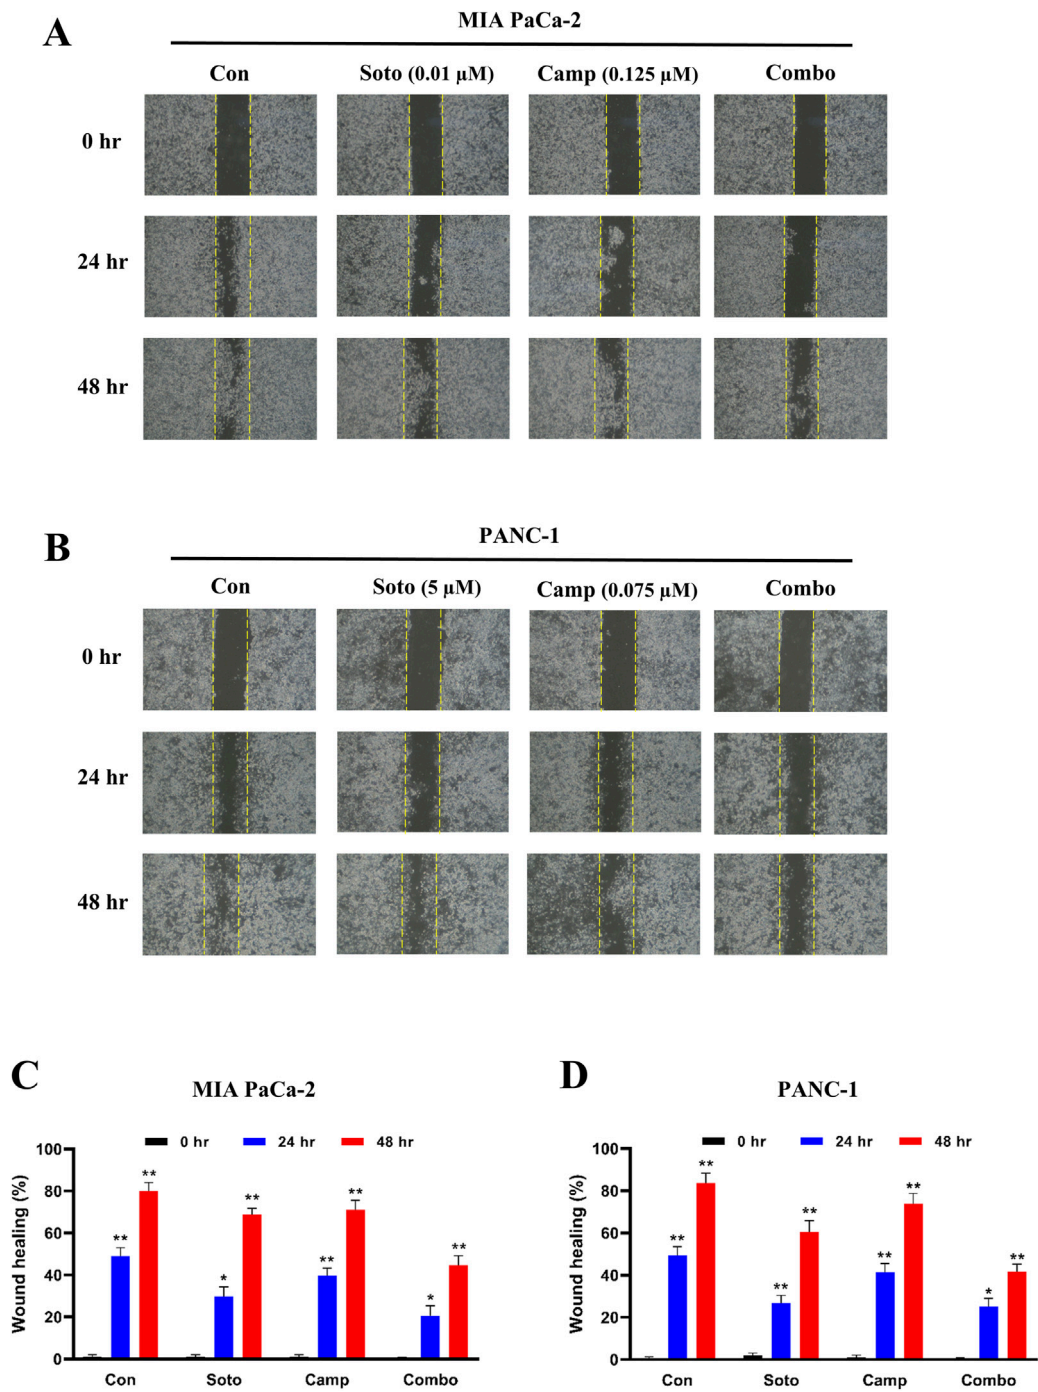 A
MIA PaCa-2
Con
Soto (0.01 µM)
Camp (0.125 µM)
Combo
0 hr
24 hr
48 hr
B
PANC-1
Con
Soto (5 µM)
Camp (0.075 µM)
Combo
0 hr
24 hr
48 hr
C
MIA PaCa-2
0 hr
24 hr
48 hr
Wound healing (%)
100
80
60
40
20
0
**
**
*
**
**
**
*
**
Con
Soto
Camp
Combo
D
PANC-1
0 hr
24 hr
48 hr
Wound healing (%)
100
80
60
40
20
0
**
**
**
**
**
**
*
**
Con
Soto
Camp
Combo